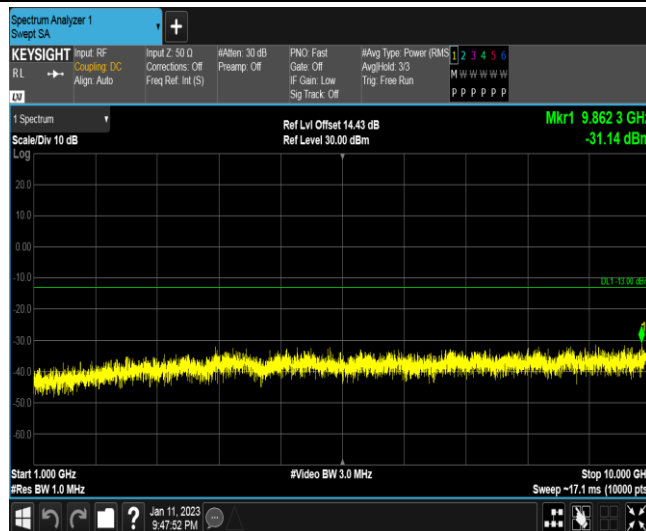 Spectrum Analyzer 1
Swept SA
+
KEYSIGHT
RL
LXI
Input: RF
Coupling: DC
Align: Auto
Input Z: 50 Ω
Corrections: Off
Freq Ref: Int (S)
#Atten: 30 dB
Preamp: Off
PNO: Fast
Gate: Off
IF Gain: Low
Sig Track: Off
#Avg Type: Power (RMS
Avg|Hold: 3/3
Trig: Free Run
1 2 3 4 5 6
M W W W W W
P P P P P P
1 Spectrum
Scale/Div 10 dB
Ref Lvl Offset 14.43 dB
Ref Level 30.00 dBm
Mkr1 9.862 3 GHz
-31.14 dBm
Log
20.0
10.0
0.00
-10.0
DL1 -13.00 dBm
-20.0
-30.0
1
-40.0
-50.0
-60.0
Start 1.000 GHz
#Res BW 1.0 MHz
#Video BW 3.0 MHz
Stop 10.000 GHz
Sweep ~17.1 ms (10000 pts
?
Jan 11, 2023
9:47:52 PM